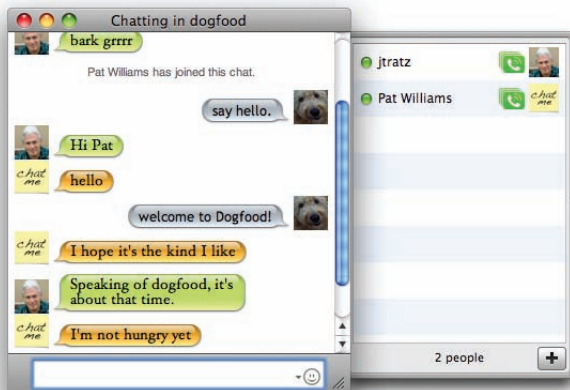 Chatting in dogfood
bark grrrr
Pat Williams has joined this chat.
say hello.
Hi Pat
chat
me
hello
welcome to Dogfood!
chat
me
I hope it's the kind I like
Speaking of dogfood, it's
about that time.
chat
me
I'm not hungry yet
jtratz
Pat Williams
chat
me
2 people
+